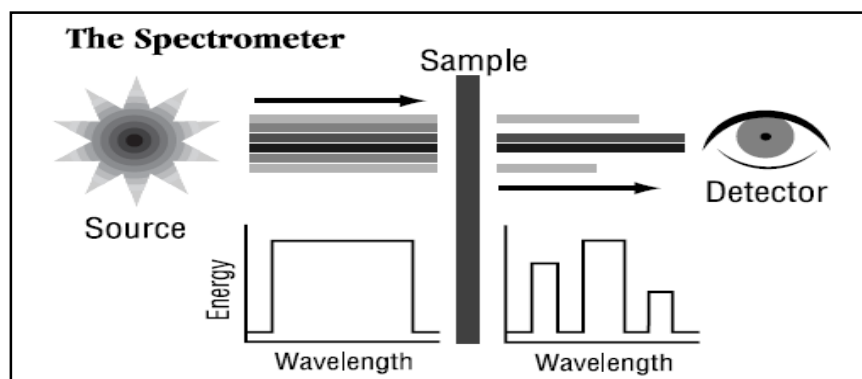 The Spectrometer
Sample
Source
Detector
Energy
Wavelength
Wavelength